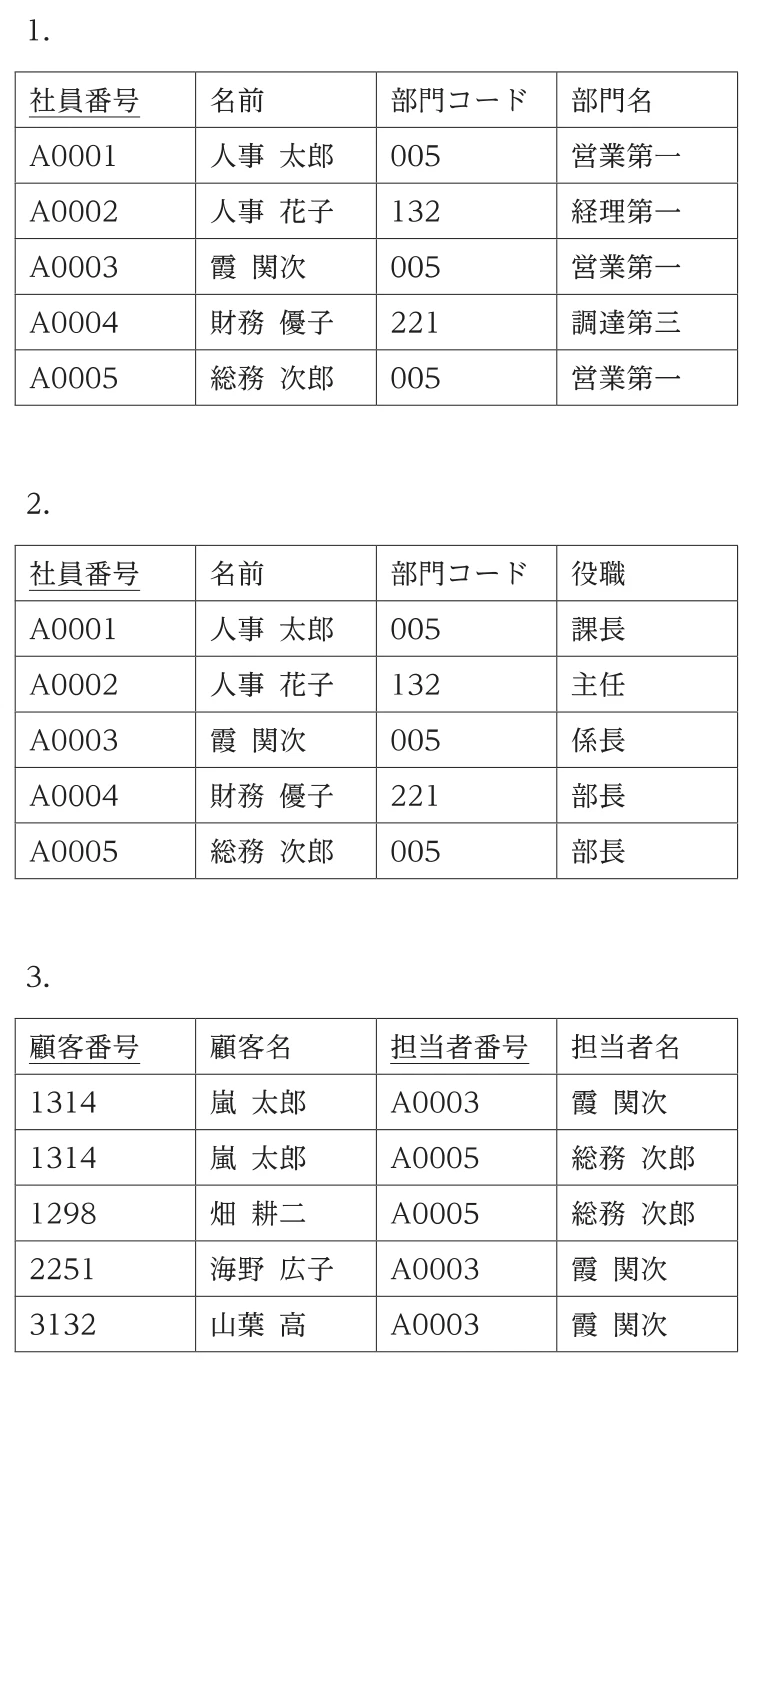 1.
社員番号 名前 部門コード 部門名
A0001 人事 太郎 005 営業第一
A0002 人事 花子 132 経理第一
A0003 霞 関次 005 営業第一
A0004 財務 優子 221 調達第三
A0005 総務 次郎 005 営業第一
2.
社員番号 名前 部門コード 役職
A0001 人事 太郎 005 課長
A0002 人事 花子 132 主任
A0003 霞 関次 005 係長
A0004 財務 優子 221 部長
A0005 総務 次郎 005 部長
3.
顧客番号 顧客名 担当者番号 担当者名
1314 嵐 太郎 A0003 霞 関次
1314 嵐 太郎 A0005 総務 次郎
1298 畑 耕二 A0005 総務 次郎
2251 海野 広子 A0003 霞 関次
3132 山葉 高 A0003 霞 関次